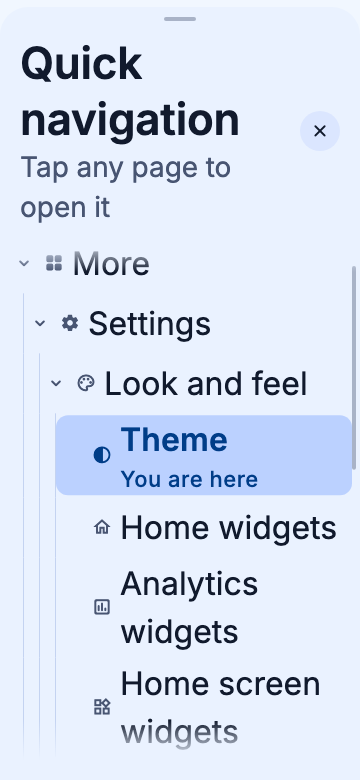 Quick
navigation
Tap any page to
open it
More
Settings
Look and feel
Theme
You are here
Home widgets
Analytics
widgets
Home screen
widgets